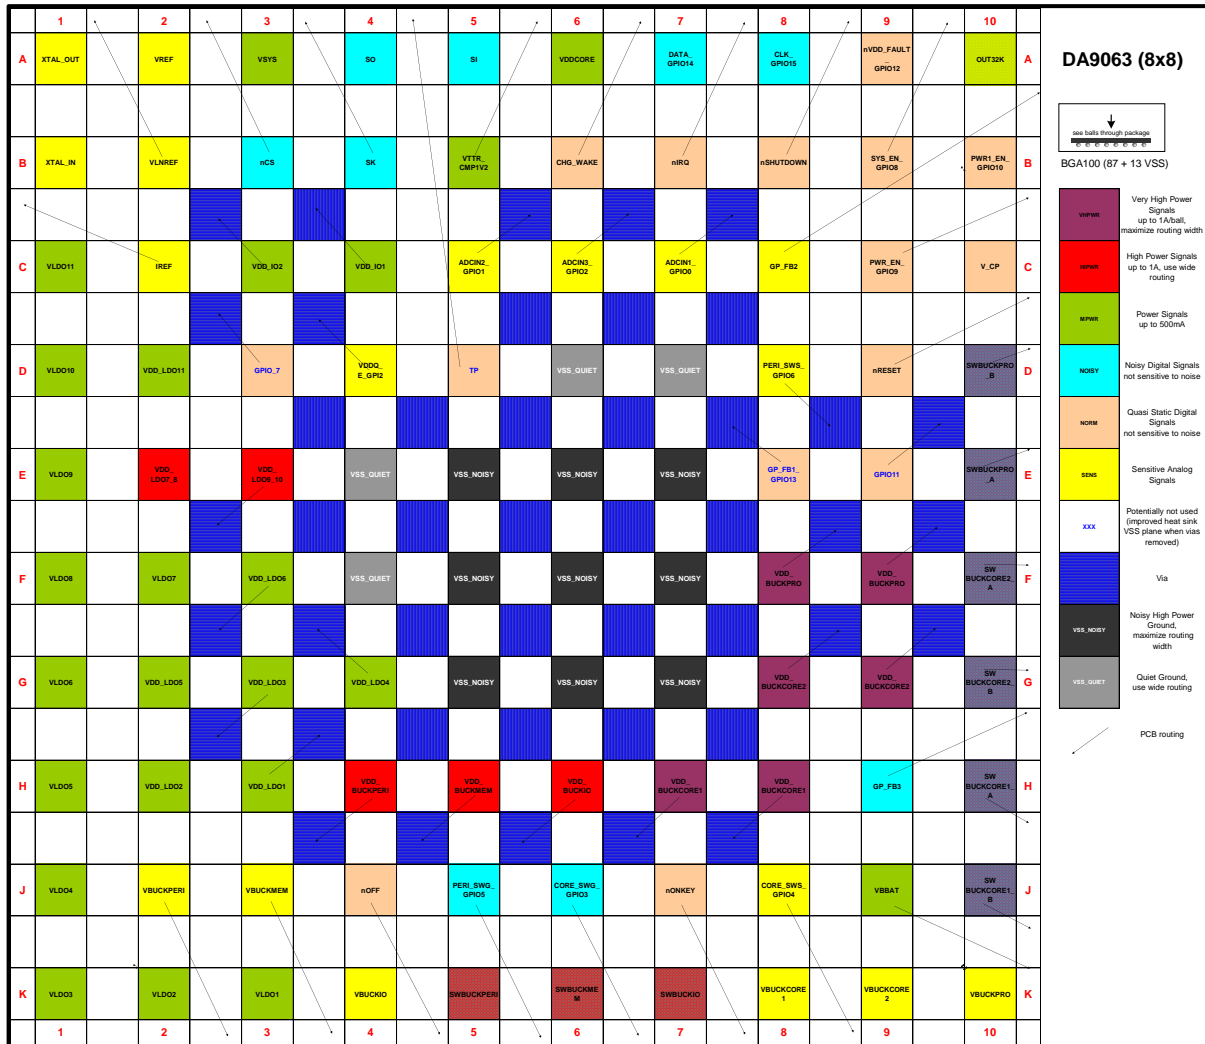 1 2 3 4 5 6 7 8 9 10
A
XTAL_OUT
VREF
VSYS
SO
SI
VDDCORE
DATA_
GPIO14
CLK_
GPIO15
nVDD_FAULT
_
GPIO12
OUT32K
A
DA9063 (8x8)
see balls through package
BGA100 (87 + 13 VSS)
B
XTAL_IN
VLNREF
nCS
SK
VTTR_
CMP1V2
CHG_WAKE
nIRQ
nSHUTDOWN
SYS_EN_
GPIO8
PWR1_EN_
GPIO10
B
C
VLDO11
IREF
VDD_IO2
VDD_IO1
ADCIN2_
GPIO1
ADCIN3_
GPIO2
ADCIN1_
GPIO0
GP_FB2
PWR_EN_
GPIO9
V_CP
C
D
VLDO10
VDD_LDO11
GPIO_7
VDDQ_
E_GPI2
TP
VSS_QUIET
VSS_QUIET
PERI_SWS_
GPIO6
nRESET
SWBUCKPRO
_B
D
E
VLDO9
VDD_
LDO7_8
VDD_
LDO9_10
VSS_QUIET
VSS_NOISY
VSS_NOISY
VSS_NOISY
GP_FB1_
GPIO13
GPIO11
SWBUCKPRO
_A
E
F
VLDO8
VLDO7
VDD_LDO6
VSS_QUIET
VSS_NOISY
VSS_NOISY
VSS_NOISY
VDD_
BUCKPRO
VDD_
BUCKPRO
SW
BUCKCORE2
_A
F
G
VLDO6
VDD_LDO5
VDD_LDO3
VDD_LDO4
VSS_NOISY
VSS_NOISY
VSS_NOISY
VDD_
BUCKCORE2
VDD_
BUCKCORE2
SW
BUCKCORE2_
B
G
H
VLDO5
VDD_LDO2
VDD_LDO1
VDD_
BUCKPERI
VDD_
BUCKMEM
VDD_
BUCKIO
VDD_
BUCKCORE1
VDD_
BUCKCORE1
GP_FB3
SW
BUCKCORE1_
A
H
J
VLDO4
VBUCKPERI
VBUCKMEM
nOFF
PERI_SWG_
GPIO5
CORE_SWG_
GPIO3
nONKEY
CORE_SWS_
GPIO4
VBBAT
SW
BUCKCORE1_
B
J
K
VLDO3
VLDO2
VLDO1
VBUCKIO
SWBUCKPERI
SWBUCKME
M
SWBUCKIO
VBUCKCORE
1
VBUCKCORE
2
VBUCKPRO
K
1 2 3 4 5 6 7 8 9 10
VHPWR
Very High Power
Signals
up to 1A/ball,
maximize routing width
High Power Signals
up to 1A, use wide
routing
MPWR
Power Signals
up to 500mA
NOISY
Noisy Digital Signals
not sensitive to noise
NORM
Quasi Static Digital
Signals
not sensitive to noise
SENS
Sensitive Analog
Signals
XXX
Potentially not used
(improved heat sink
VSS plane when vias
removed)
Via
VSS_NOISY
Noisy High Power
Ground,
maximize routing
width
VSS_QUIET
Quiet Ground,
use wide routing
PCB routing